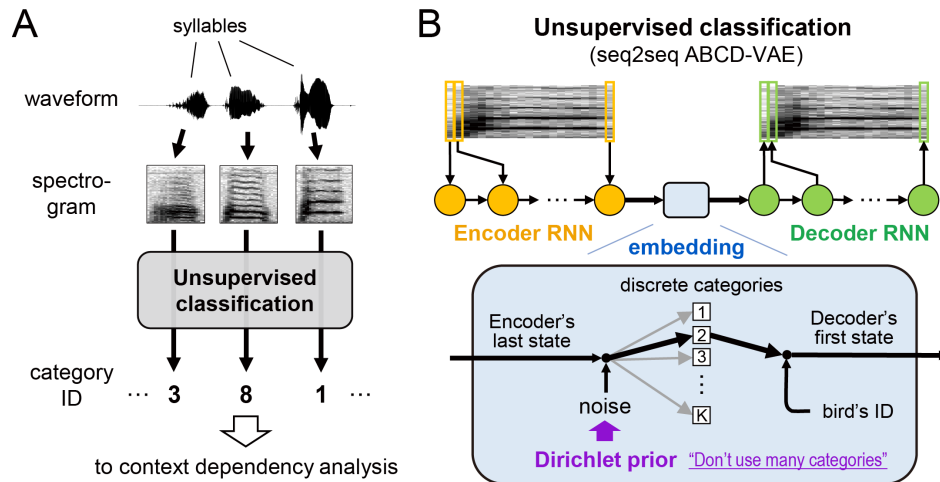 A
syllables
waveform
spectro-
gram
Unsupervised
classification
category
ID
... 3 8 1 ...
to context dependency analysis
B
Unsupervised classification
(seq2seq ABCD-VAE)
...
...
Encoder RNN
embedding
Decoder RNN
discrete categories
Encoder's
last state
1
2
3
⋮
K
Decoder's
first state
noise
bird's ID
Dirichlet prior "Don't use many categories"